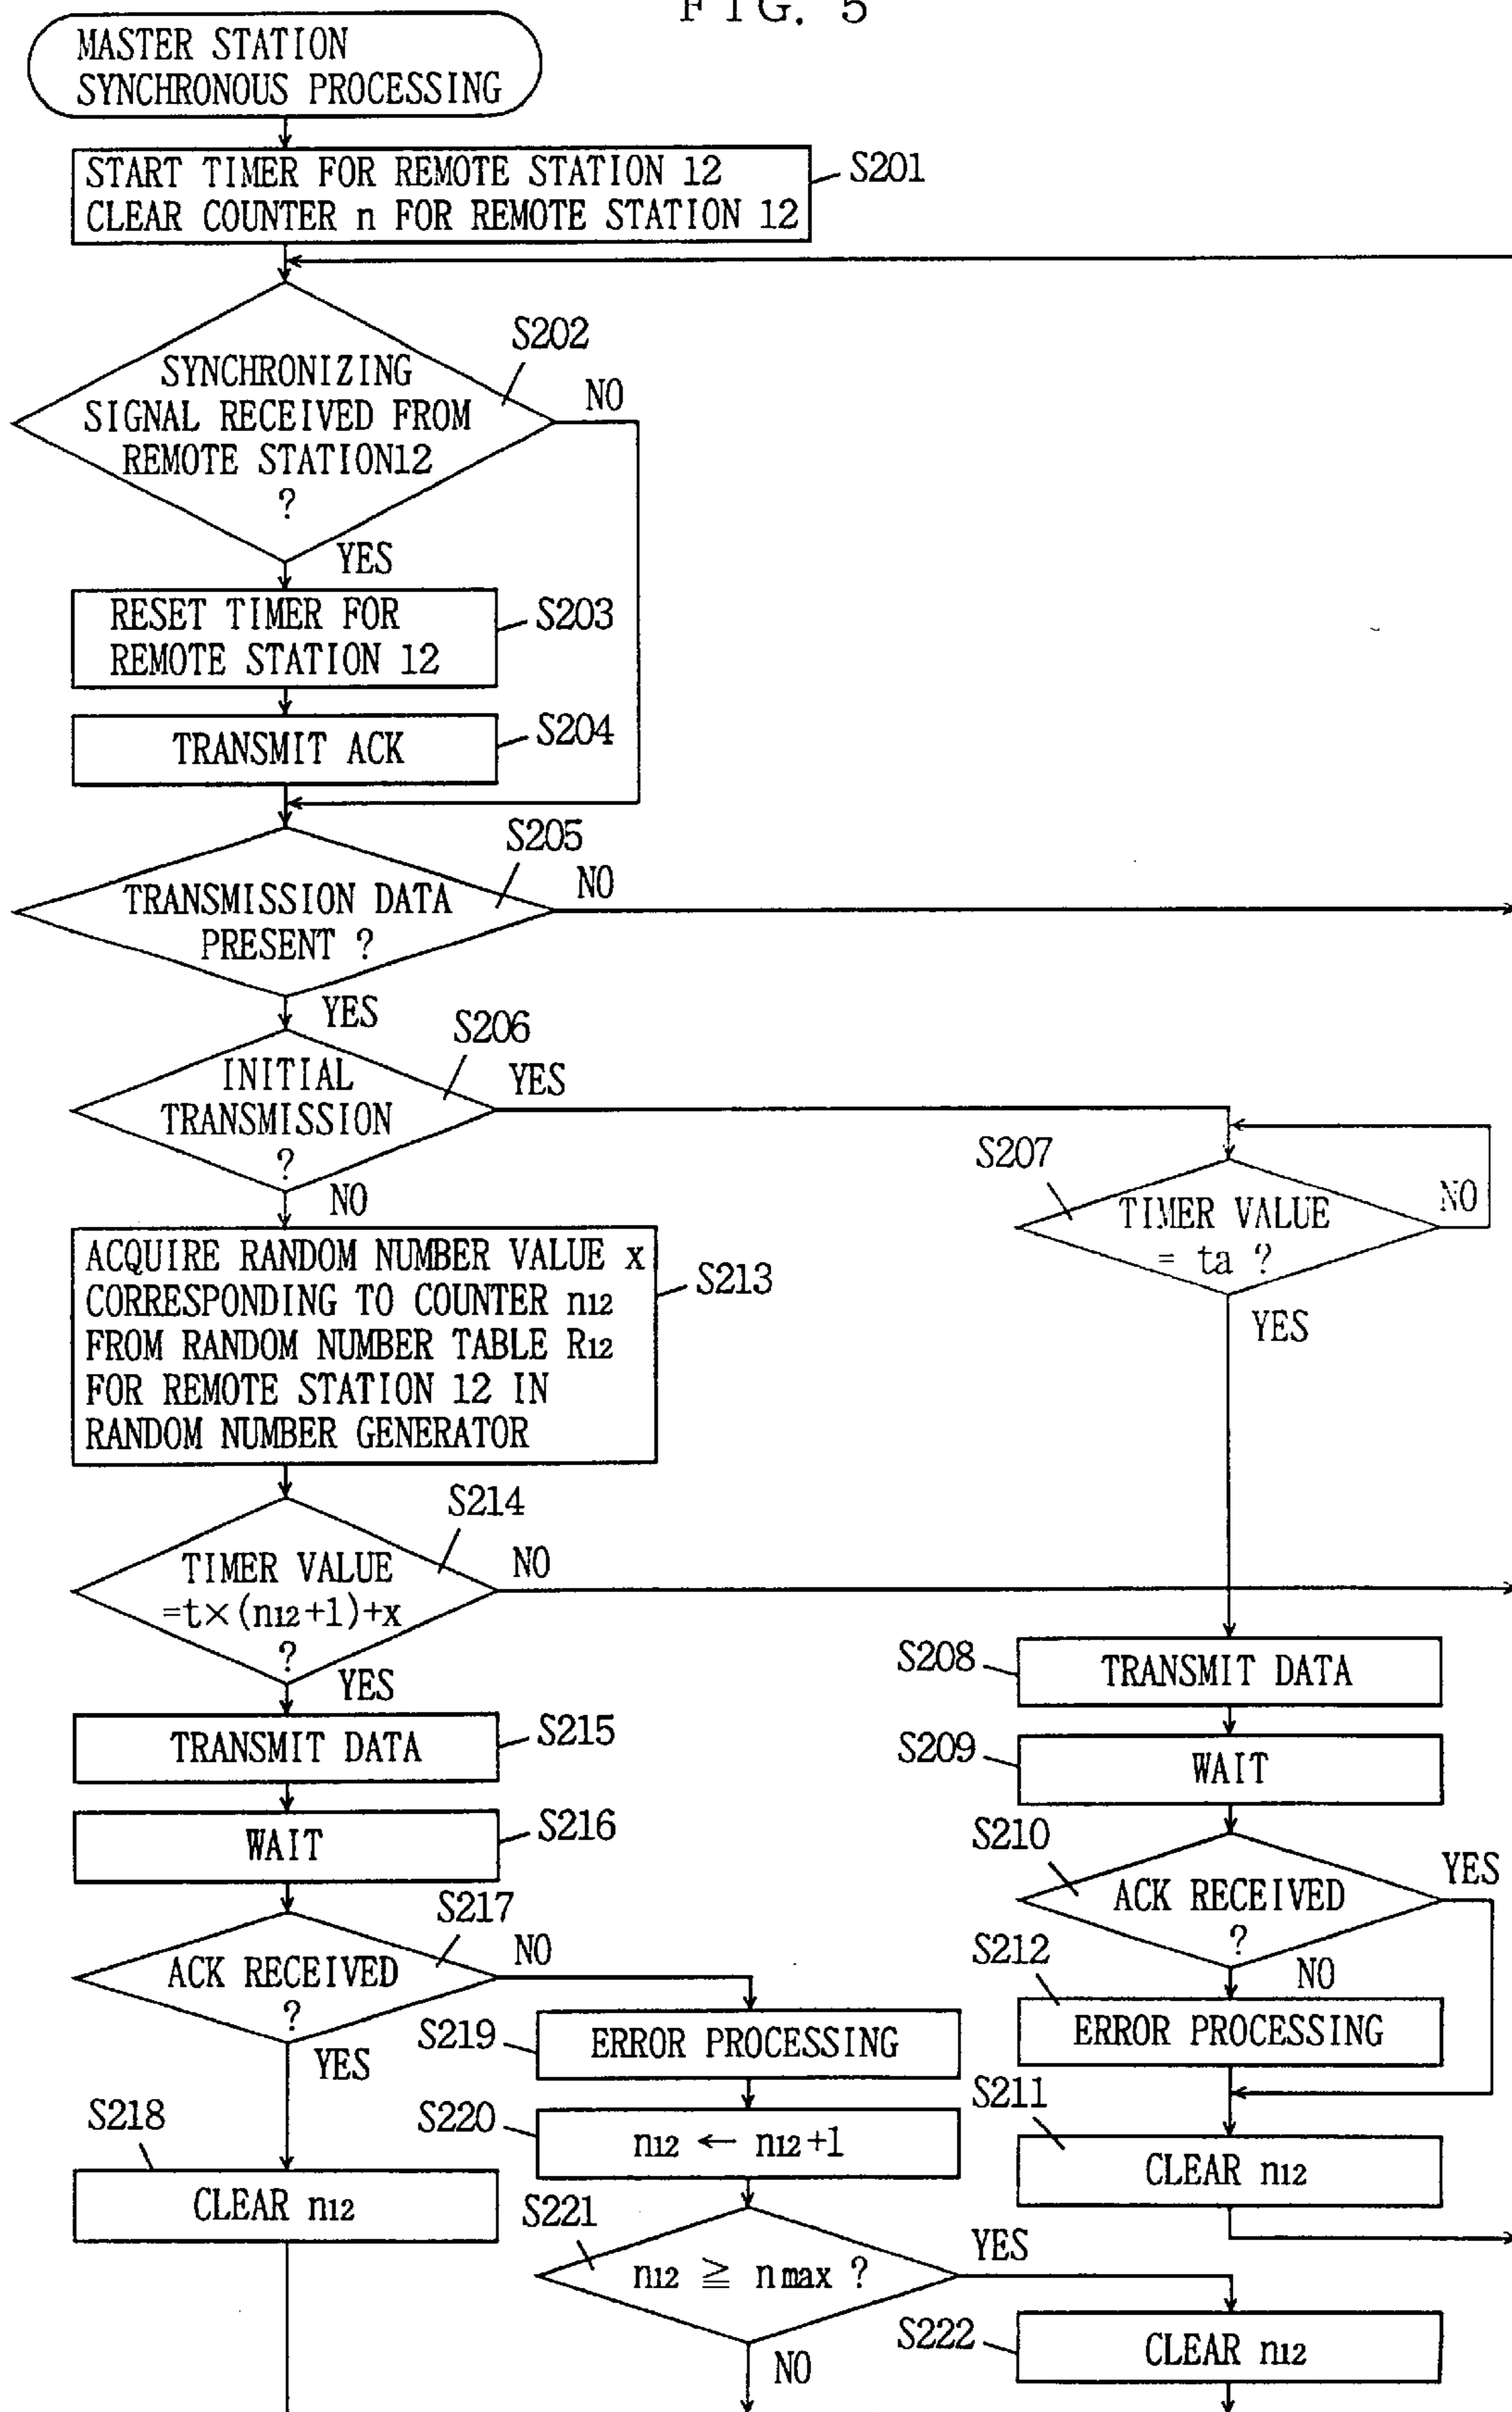 FIG. 5
MASTER STATION
SYNCHRONOUS PROCESSING
START TIMER FOR REMOTE STATION 12
CLEAR COUNTER n FOR REMOTE STATION 12
S201
SYNCHRONIZING
SIGNAL RECEIVED FROM
REMOTE STATION12
?
S202
NO
YES
RESET TIMER FOR
REMOTE STATION 12
S203
TRANSMIT ACK
S204
TRANSMISSION DATA
PRESENT ?
S205
NO
YES
INITIAL
TRANSMISSION
?
S206
YES
NO
S207
TIMER VALUE
= ta ?
NO
YES
ACQUIRE RANDOM NUMBER VALUE x
CORRESPONDING TO COUNTER n12
FROM RANDOM NUMBER TABLE R12
FOR REMOTE STATION 12 IN
RANDOM NUMBER GENERATOR
S213
TIMER VALUE
=t×(n12+1)+x
?
S214
NO
YES
S208
TRANSMIT DATA
TRANSMIT DATA
S215
S209
WAIT
WAIT
S216
S210
ACK RECEIVED
?
YES
NO
ACK RECEIVED
?
S217
NO
YES
S212
ERROR PROCESSING
S219
ERROR PROCESSING
S211
CLEAR n12
S220
n12 ← n12+1
S218
CLEAR n12
S221
n12 ≧ nmax ?
YES
NO
S222
CLEAR n12